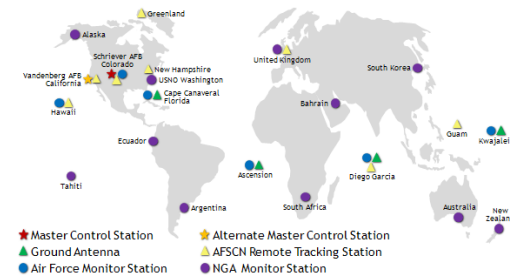 Greenland
Alaska
Schriever AFB
Colorado
New Hampshire
USNO Washington
Vandenberg AFB
California
Cape Canaveral
Florida
Hawaii
United Kingdom
South Korea
Bahrain
Guam
Kwajalei
Ecuador
Tahiti
Ascension
Diego Garcia
Argentina
South Africa
Australia
New
Zealan
Master Control Station
Alternate Master Control Station
Ground Antenna
AFSCN Remote Tracking Station
Air Force Monitor Station
NGA Monitor Station